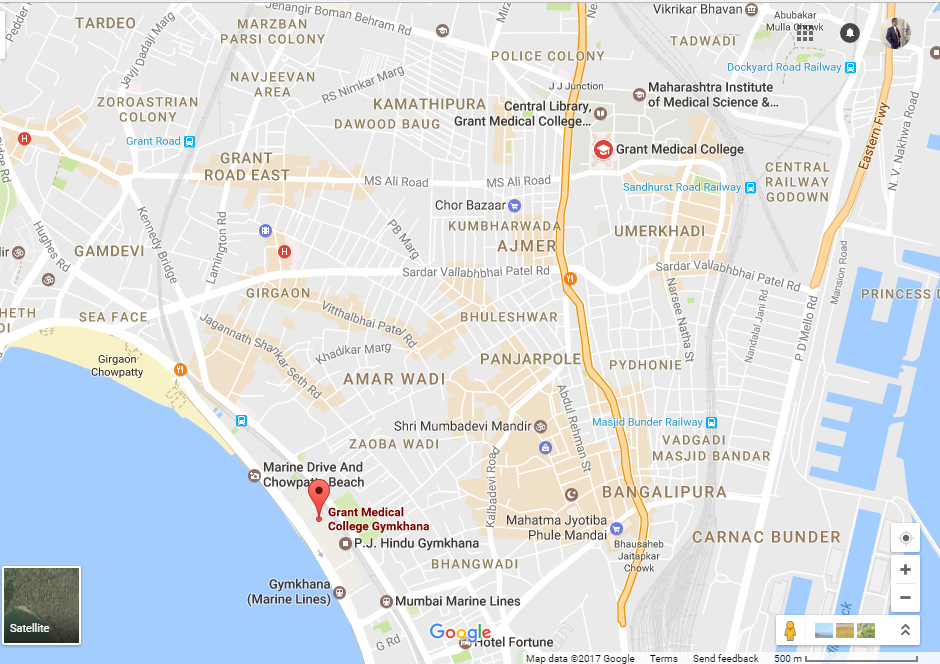 Pedder
TARDEO
Jehangir Boman Behram Rd
MARZBAN
PARSI COLONY
Javji Dadaji Marg
Vikrikar Bhavan
Abubakar
Mulla Chowk
TADWADI
Dockyard Road Railway
POLICE COLONY
NAVJEEVAN
AREA
RS Nimkar Marg
J J Junction
Maharashtra Institute
of Medical Science &...
ZOROASTRIAN
COLONY
KAMATHIPURA
DAWOOD BAUG
Central Library,
Grant Medical College...
Eastern Fwy
N. V. Nakhwa Road
H
Grant Road
Grant Medical College
GRANT
ROAD EAST
MS Ali Road
MS Ali Road
Sandhurst Road Railway
CENTRAL
RAILWAY
GODOWN
Chor Bazaar
Kennedy Bridge
Lamington Rd
PB Marg
KUMBHARWADA
AJMER
UMERKHADI
Hughes Rd
GAMDEVI
H
Sardar Vallabhbhai Patel Rd
Sardar Vallabhbhai Patel Rd
Mansion Road
GIRGAON
Narsee Natha St
Nandalal Jani Rd
P D'Mello Rd
PRINCESS D
HETH
SEA FACE
Vitthalbhai Patel Rd
Jagannath Shankar Seth Rd
BHULESHWAR
Girgaon
Chowpatty
Khadikar Marg
PANJARPOLE
PYDHONIE
AMAR WADI
Abdul Rehman St
Shri Mumbadevi Mandir
Masjid Bunder Railway
ZAOBA WADI
VADGADI
MASJID BANDAR
Kalbadevi Road
Marine Drive And
Chowpatty Beach
BANGALIPURA
Grant Medical
College Gymkhana
Mahatma Jyotiba
Phule Mandai
P.J. Hindu Gymkhana
Bhausaheb
Jaitapkar
Chowk
CARNAC BUNDER
BHANGWADI
Gymkhana
(Marine Lines)
Mumbai Marine Lines
Satellite
G Rd
Google
Hotel Fortune
Map data ©2017 Google Terms Send feedback 500 m